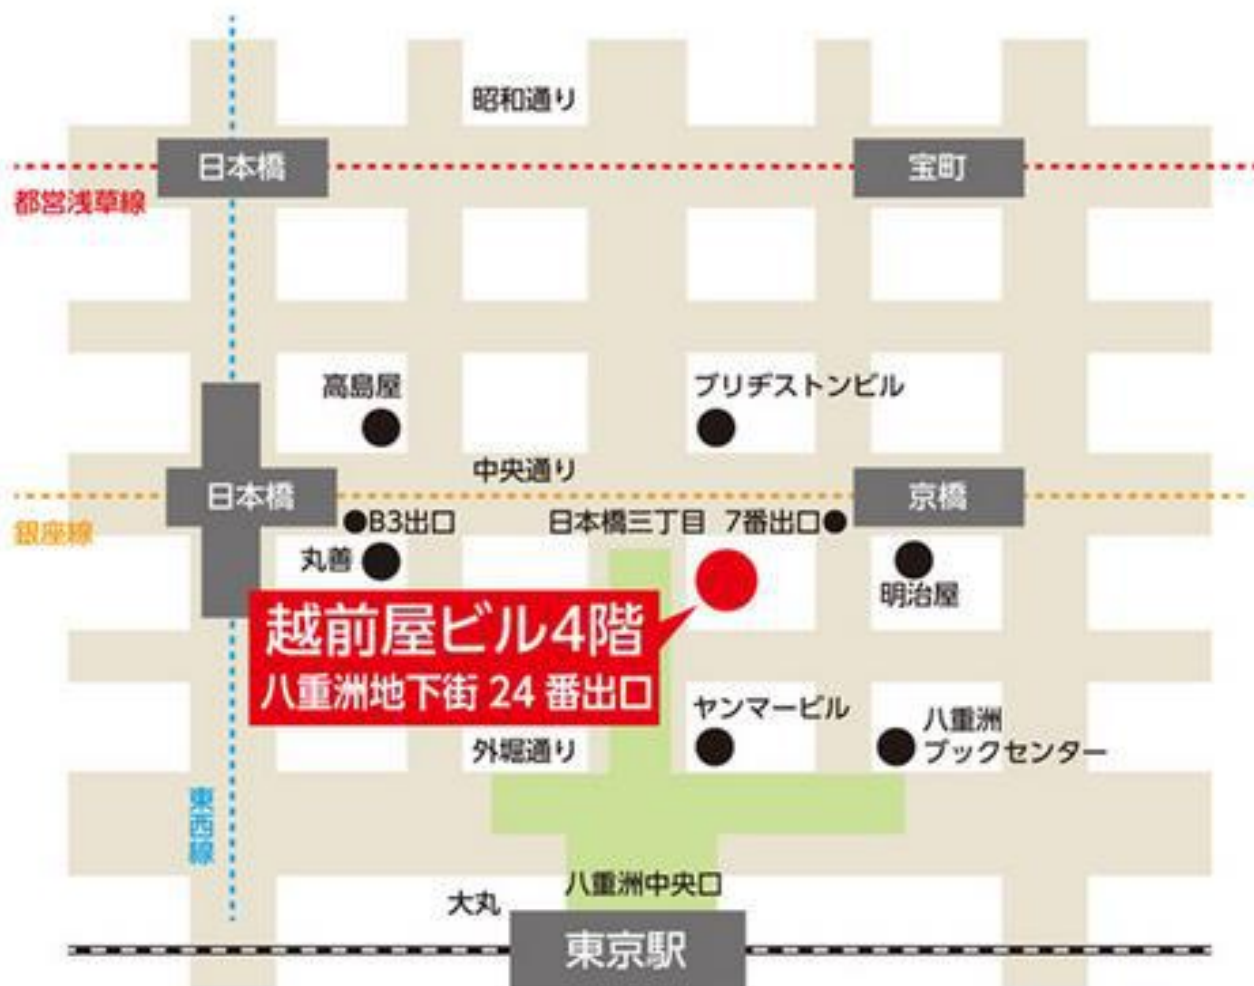 昭和通り
日本橋
宝町
都営浅草線
高島屋
ブリヂストンビル
中央通り
日本橋
京橋
銀座線
B3出口
日本橋三丁目
7番出口
丸善
明治屋
越前屋ビル4階
八重洲地下街 24 番出口
ヤンマービル
八重洲
ブックセンター
外堀通り
東西線
八重洲中央口
大丸
東京駅